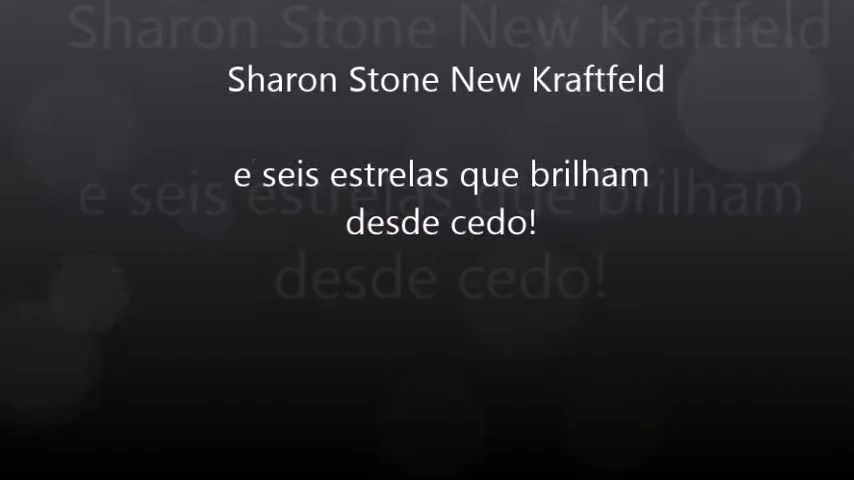 Sharon Stone New Kraftfeld
e seis estrelas que brilham
desde cedo!